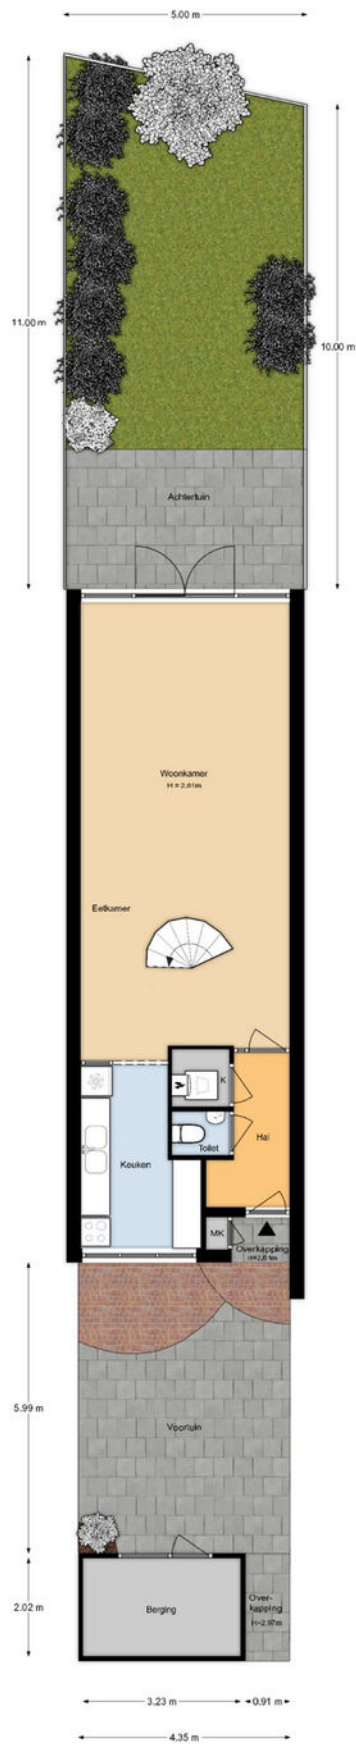 5.00 m
11.00 m
10.00 m
Achtertuin
Woonkamer
H = 2.61m
Eetkamer
K
Toilet
Hal
Keuken
MK
Overkapping
Voortuin
5.99 m
2.02 m
Berging
Over-
kapping
H=2.97m
3.23 m
0.91 m
4.35 m